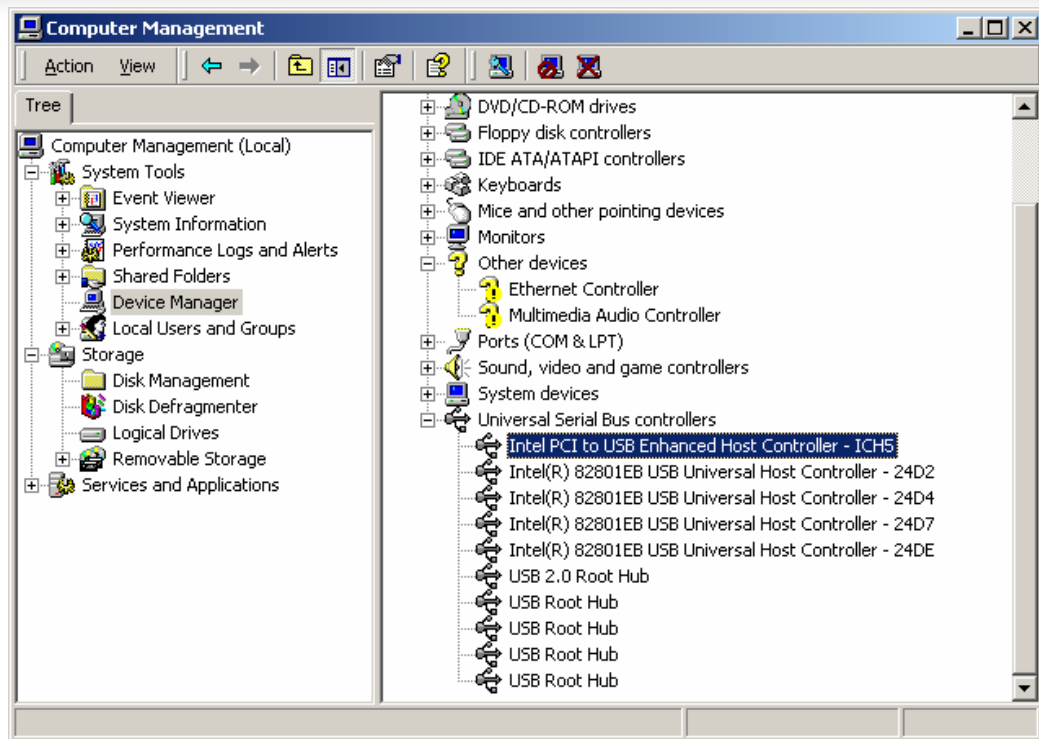 Computer Management
Action View
Tree
Computer Management (Local)
System Tools
Event Viewer
System Information
Performance Logs and Alerts
Shared Folders
Device Manager
Local Users and Groups
Storage
Disk Management
Disk Defragmenter
Logical Drives
Removable Storage
Services and Applications
DVD/CD-ROM drives
Floppy disk controllers
IDE ATA/ATAPI controllers
Keyboards
Mice and other pointing devices
Monitors
Other devices
Ethernet Controller
Multimedia Audio Controller
Ports (COM & LPT)
Sound, video and game controllers
System devices
Universal Serial Bus controllers
Intel PCI to USB Enhanced Host Controller - ICH5
Intel(R) 82801EB USB Universal Host Controller - 24D2
Intel(R) 82801EB USB Universal Host Controller - 24D4
Intel(R) 82801EB USB Universal Host Controller - 24D7
Intel(R) 82801EB USB Universal Host Controller - 24DE
USB 2.0 Root Hub
USB Root Hub
USB Root Hub
USB Root Hub
USB Root Hub